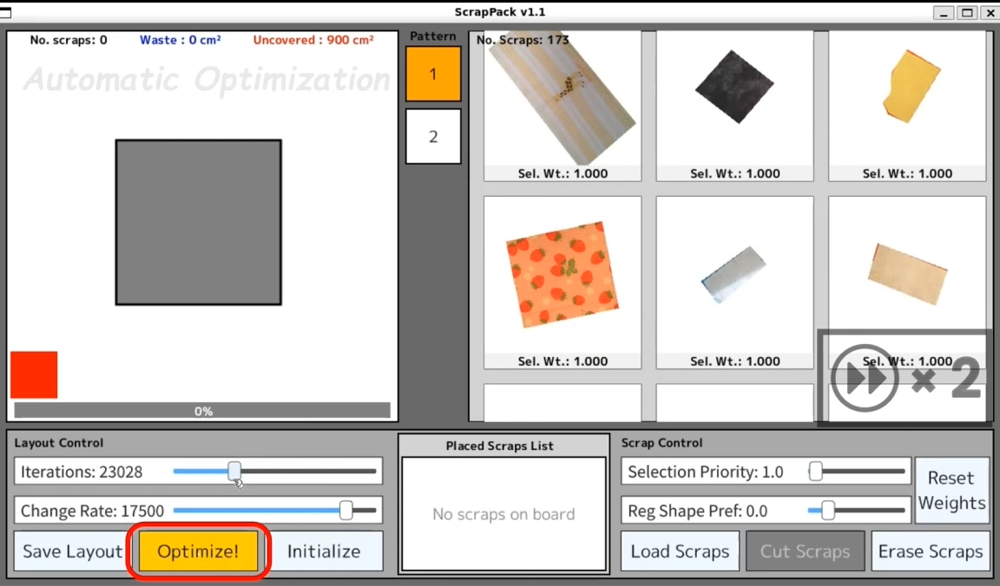 ScrapPack v1.1
No. scraps: 0 Waste : 0 cm² Uncovered : 900 cm²
Automatic Optimization
0%
Pattern
1
2
No. Scraps: 173
Sel. Wt.: 1.000 Sel. Wt.: 1.000 Sel. Wt.: 1.000
Sel. Wt.: 1.000 Sel. Wt.: 1.000 Sel. Wt.: 1.000
× 2
Layout Control
Iterations: 23028
Change Rate: 17500
Save Layout Optimize! Initialize
Placed Scraps List
No scraps on board
Scrap Control
Selection Priority: 1.0
Reg Shape Pref: 0.0
Reset
Weights
Load Scraps Cut Scraps Erase Scraps